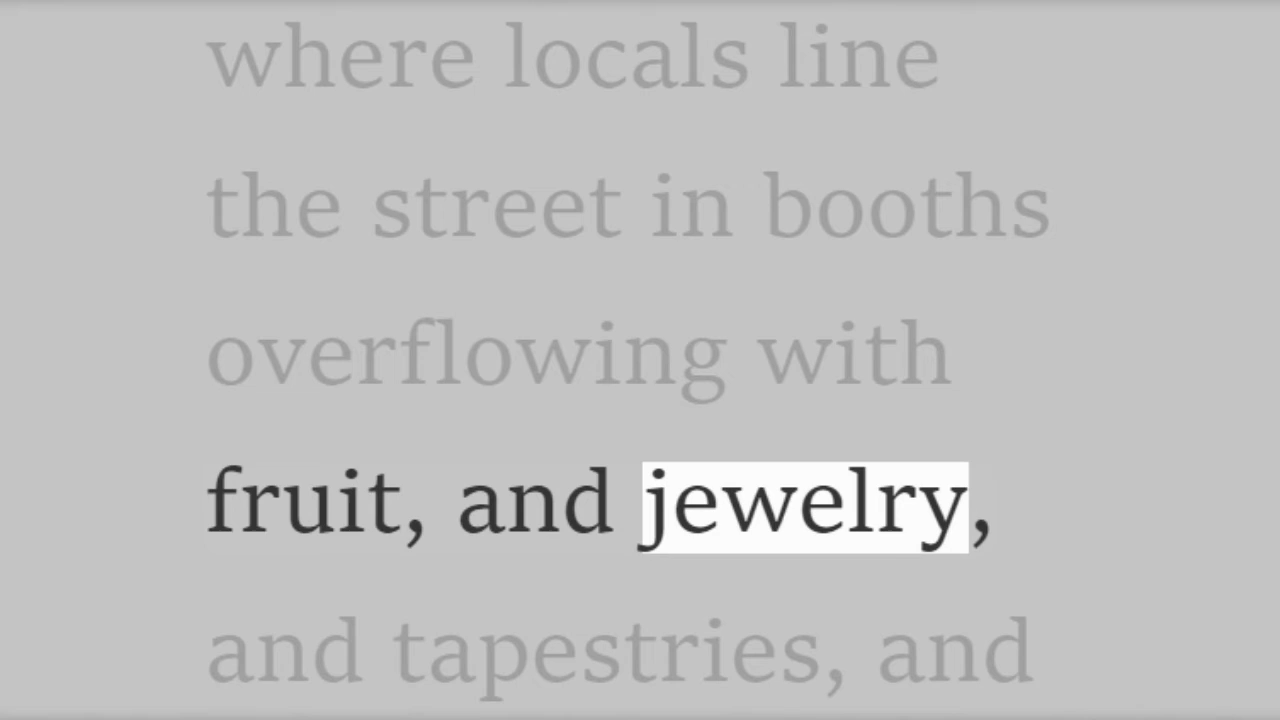 where locals line
the street in booths
overflowing with
fruit, and jewelry,
and tapestries, and